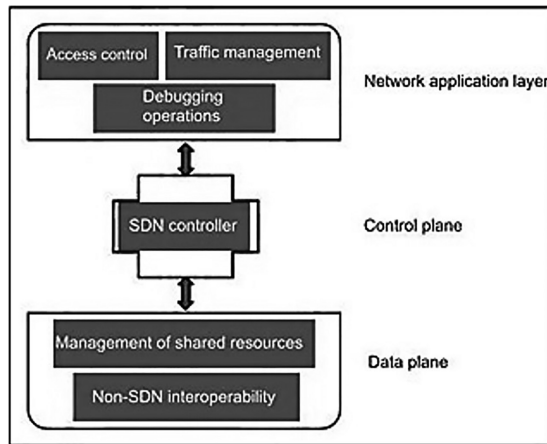 Access control
Traffic management
Debugging
operations
Network application layer
SDN controller
Control plane
Management of shared resources
Non-SDN interoperability
Data plane